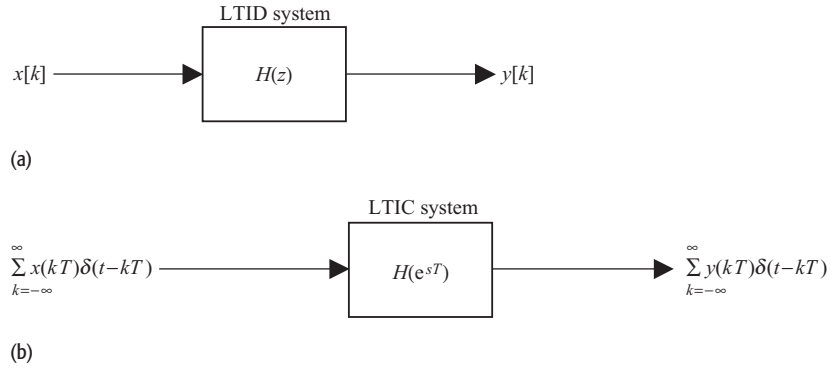 LTID system
x[k]
H(z)
y[k]
(a)
LTIC system
∞
∑ x(kT)δ(t−kT)
k=−∞
H(e^{sT})
∞
∑ y(kT)δ(t−kT)
k=−∞
(b)